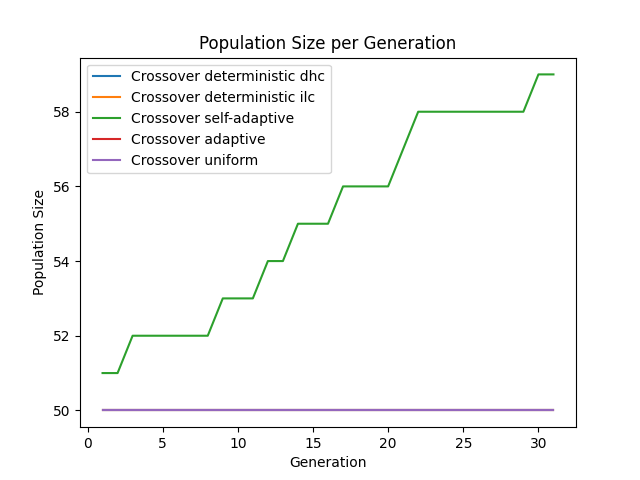 Population Size per Generation
Crossover deterministic dhc
Crossover deterministic ilc
Crossover self-adaptive
Crossover adaptive
Crossover uniform
Population Size
58
56
54
52
50
0 5 10 15 20 25 30
Generation